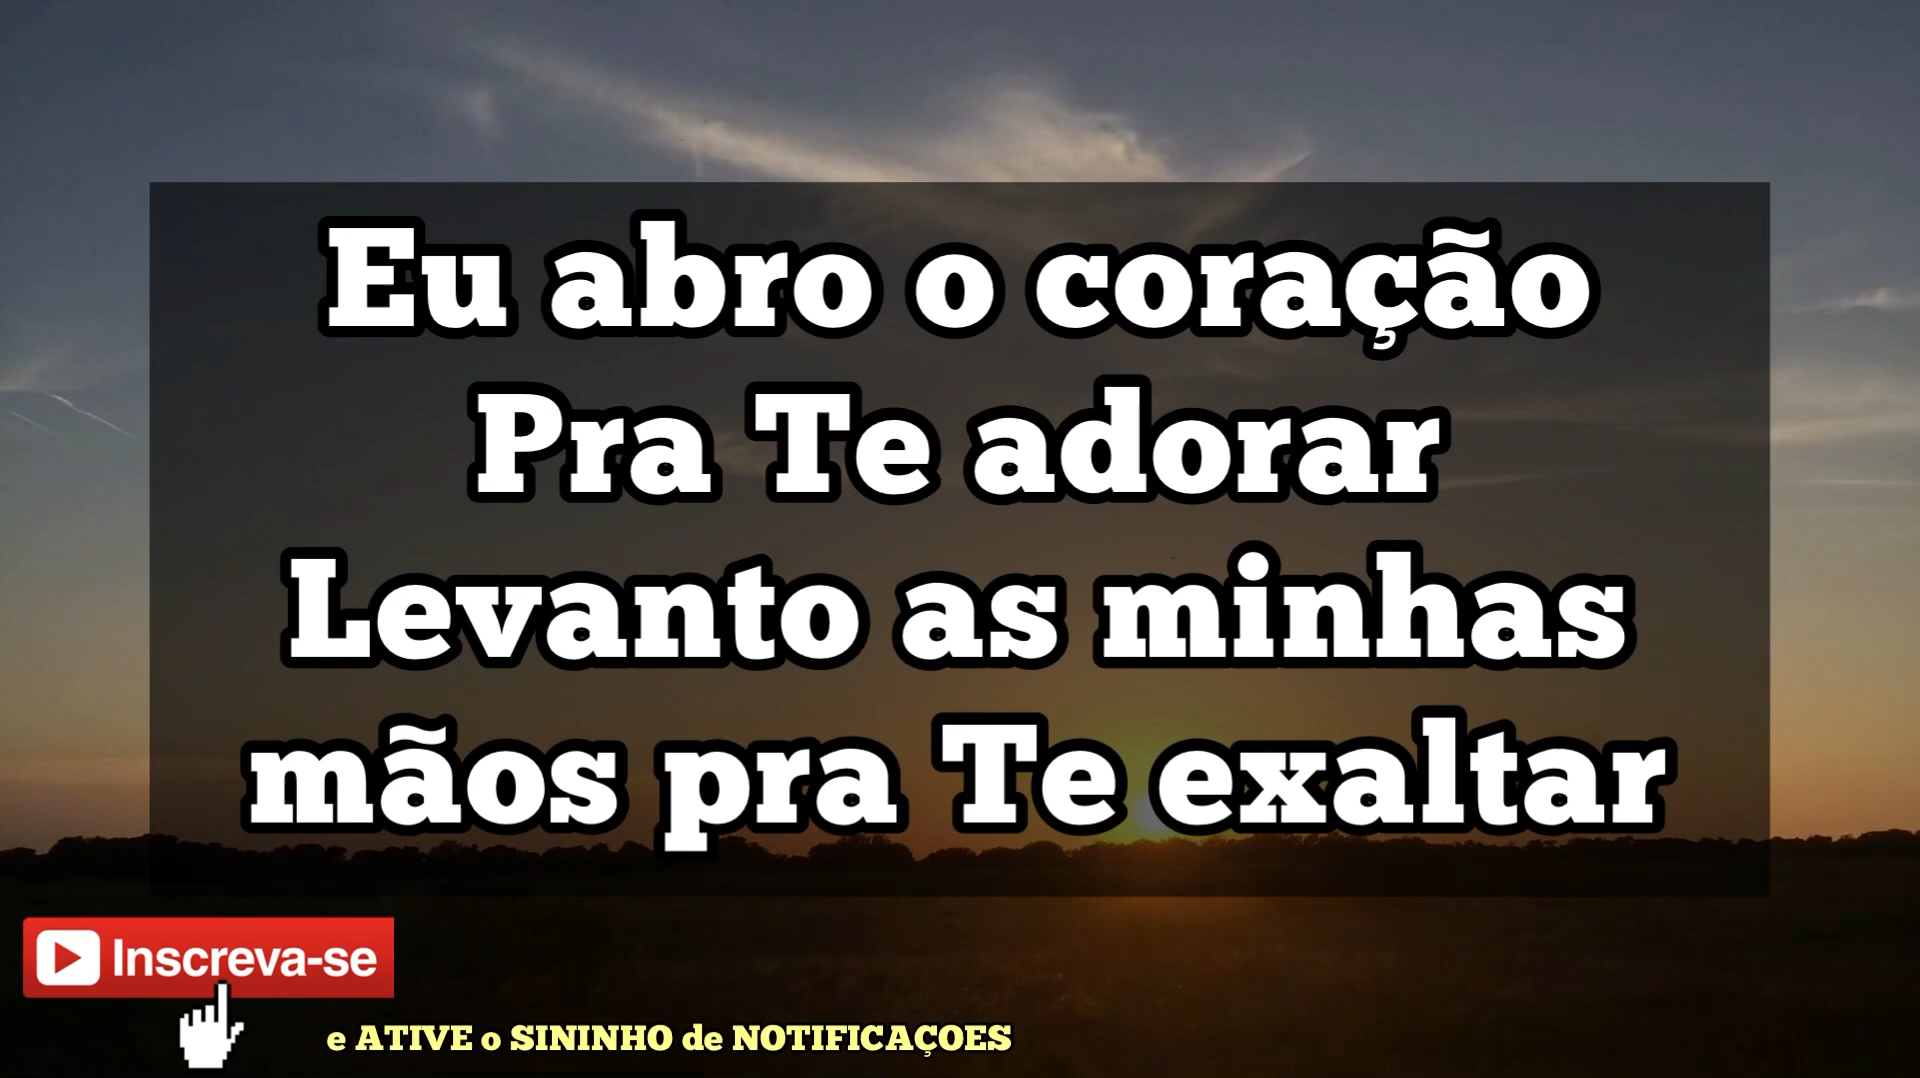 Eu abro o coração
Pra Te adorar
Levanto as minhas
mãos pra Te exaltar
Inscreva-se
e ATIVE o SININHO de NOTIFICAÇOES